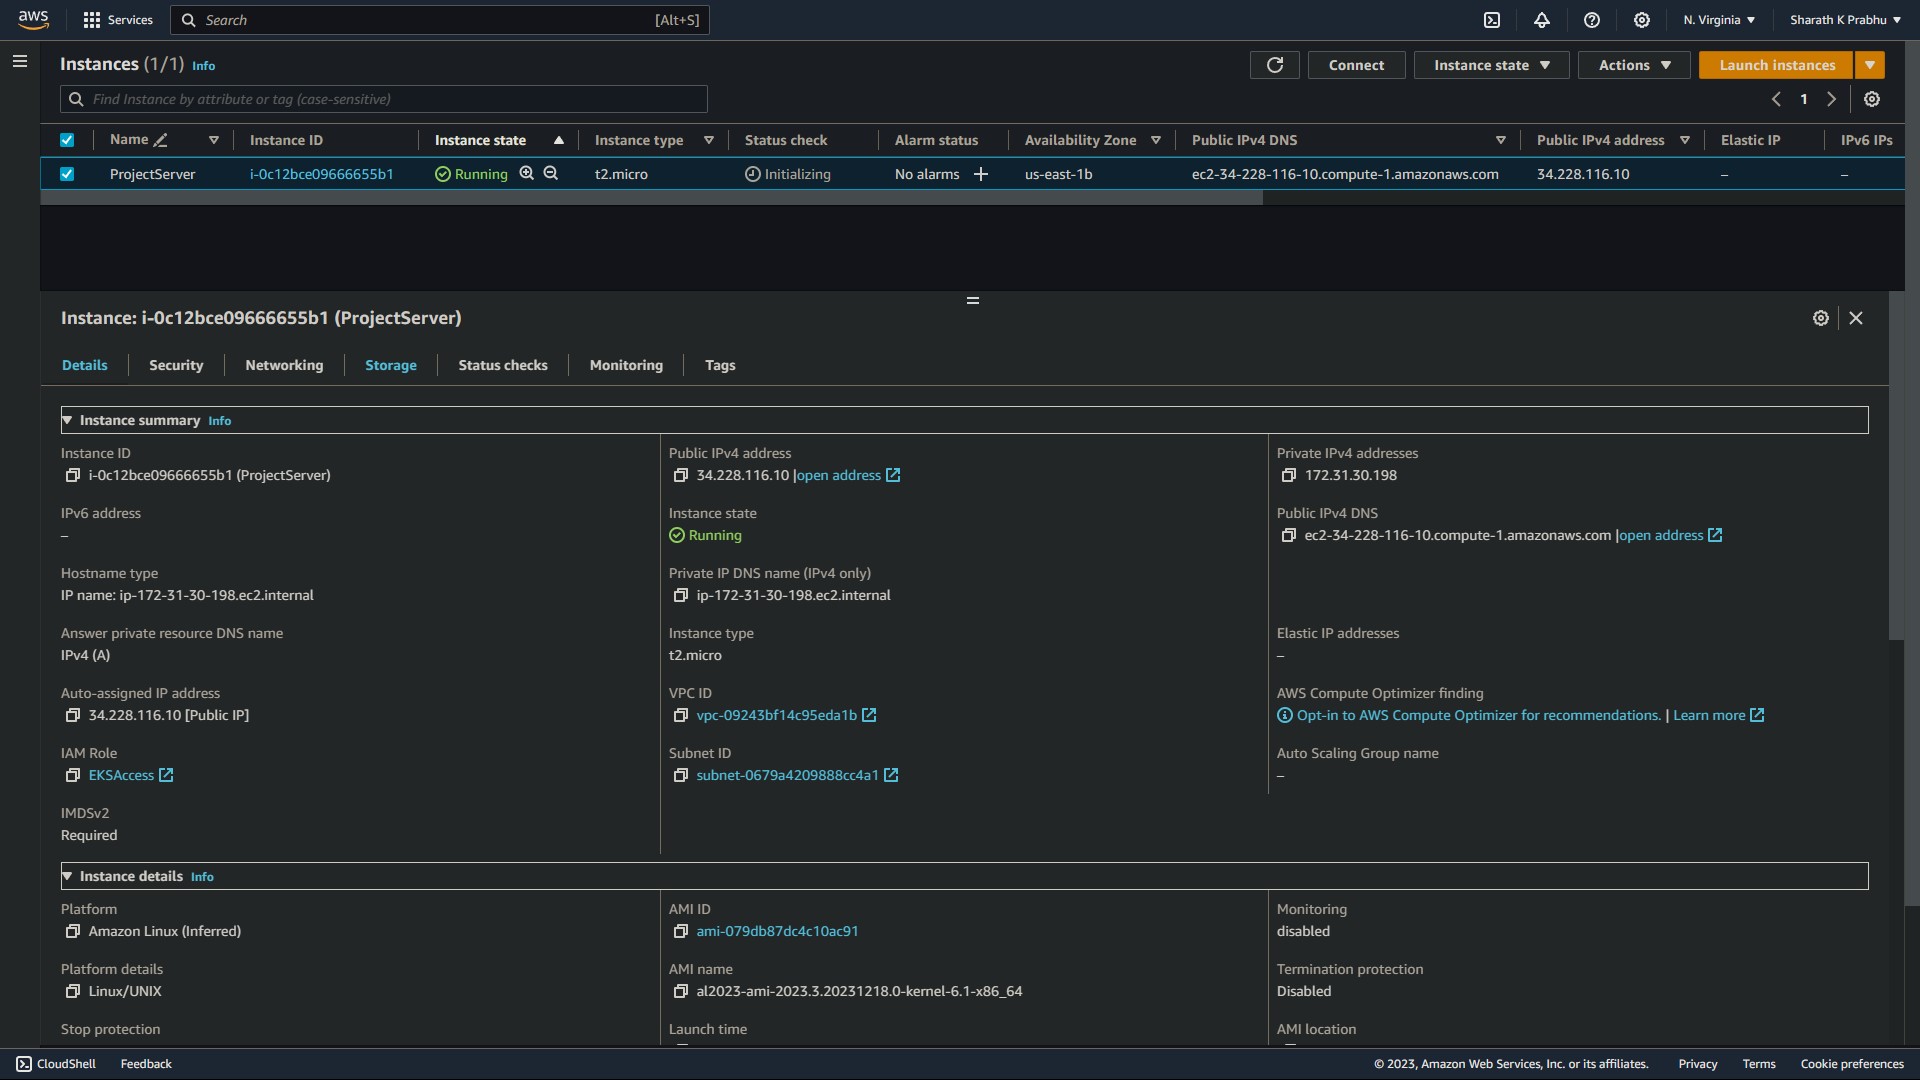 aws Services Search [Alt+S] N. Virginia Sharath K Prabhu
Instances (1/1) Info Connect Instance state Actions Launch instances
Find Instance by attribute or tag (case-sensitive) 1
Name Instance ID Instance state Instance type Status check Alarm status Availability Zone Public IPv4 DNS Public IPv4 address Elastic IP IPv6 IPs
ProjectServer i-0c12bce09666655b1 Running t2.micro Initializing No alarms us-east-1b ec2-34-228-116-10.compute-1.amazonaws.com 34.228.116.10 – –
Instance: i-0c12bce09666655b1 (ProjectServer)
Details Security Networking Storage Status checks Monitoring Tags
Instance summary Info
Instance ID Public IPv4 address Private IPv4 addresses
i-0c12bce09666655b1 (ProjectServer) 34.228.116.10 |open address 172.31.30.198
IPv6 address Instance state Public IPv4 DNS
– Running ec2-34-228-116-10.compute-1.amazonaws.com |open address
Hostname type Private IP DNS name (IPv4 only)
IP name: ip-172-31-30-198.ec2.internal ip-172-31-30-198.ec2.internal
Answer private resource DNS name Instance type Elastic IP addresses
IPv4 (A) t2.micro –
Auto-assigned IP address VPC ID AWS Compute Optimizer finding
34.228.116.10 [Public IP] vpc-09243bf14c95eda1b Opt-in to AWS Compute Optimizer for recommendations. | Learn more
IAM Role Subnet ID Auto Scaling Group name
EKSAccess subnet-0679a4209888cc4a1 –
IMDSv2
Required
Instance details Info
Platform AMI ID Monitoring
Amazon Linux (Inferred) ami-079db87dc4c10ac91 disabled
Platform details AMI name Termination protection
Linux/UNIX al2023-ami-2023.3.20231218.0-kernel-6.1-x86_64 Disabled
Stop protection Launch time AMI location
CloudShell Feedback © 2023, Amazon Web Services, Inc. or its affiliates. Privacy Terms Cookie preferences